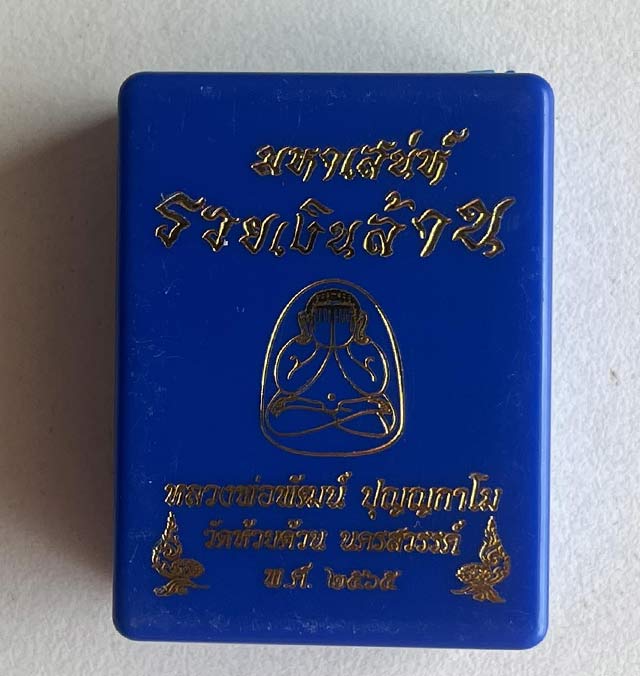 มหาเสน่ห์
รวยเงินล้าน
หลวงพ่อพัฒน์ ปุญญกาโม
วัดห้วยด้วน นครสวรรค์
พ.ศ. ๒๕๖๕